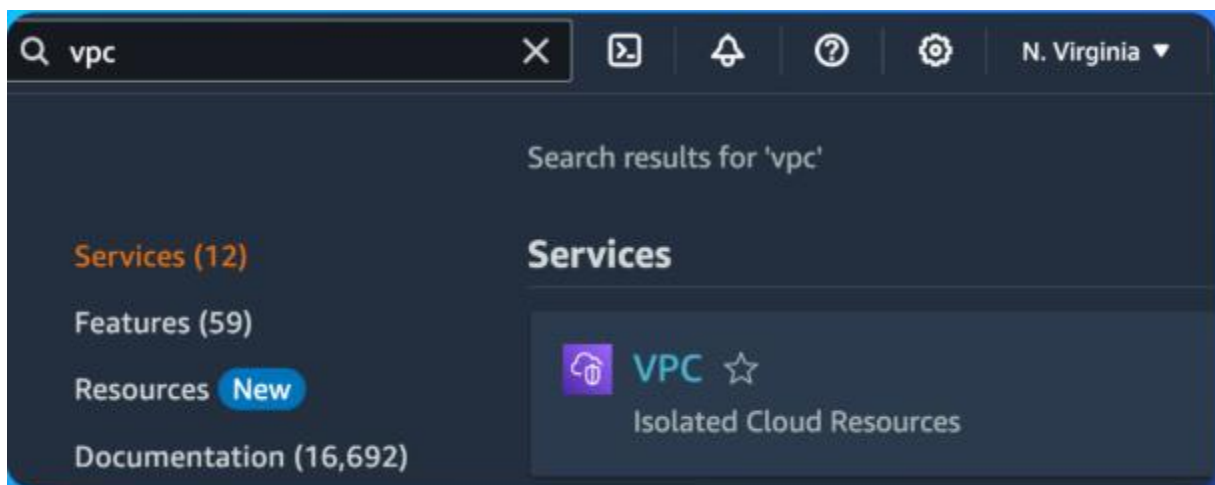 vpc
N. Virginia ▼
Search results for 'vpc'
Services (12)
Features (59)
Resources New
Documentation (16,692)
Services
VPC
Isolated Cloud Resources